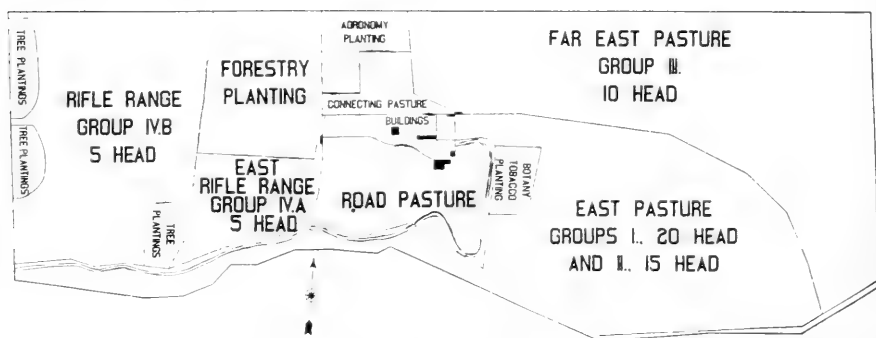 TREE PLANTINGS
TREE PLANTINGS
RIFLE RANGE
GROUP IV.B
5 HEAD
TREE
PLANTINGS
FORESTRY
PLANTING
EAST
RIFLE RANGE
GROUP IV.A
5 HEAD
AGRONOMY
PLANTING
CONNECTING PASTURE
BUILDINGS
ROAD PASTURE
BOTANY
TOBACCO
PLANTING
FAR EAST PASTURE
GROUP III.
10 HEAD
EAST PASTURE
GROUPS I., 20 HEAD
AND II., 15 HEAD